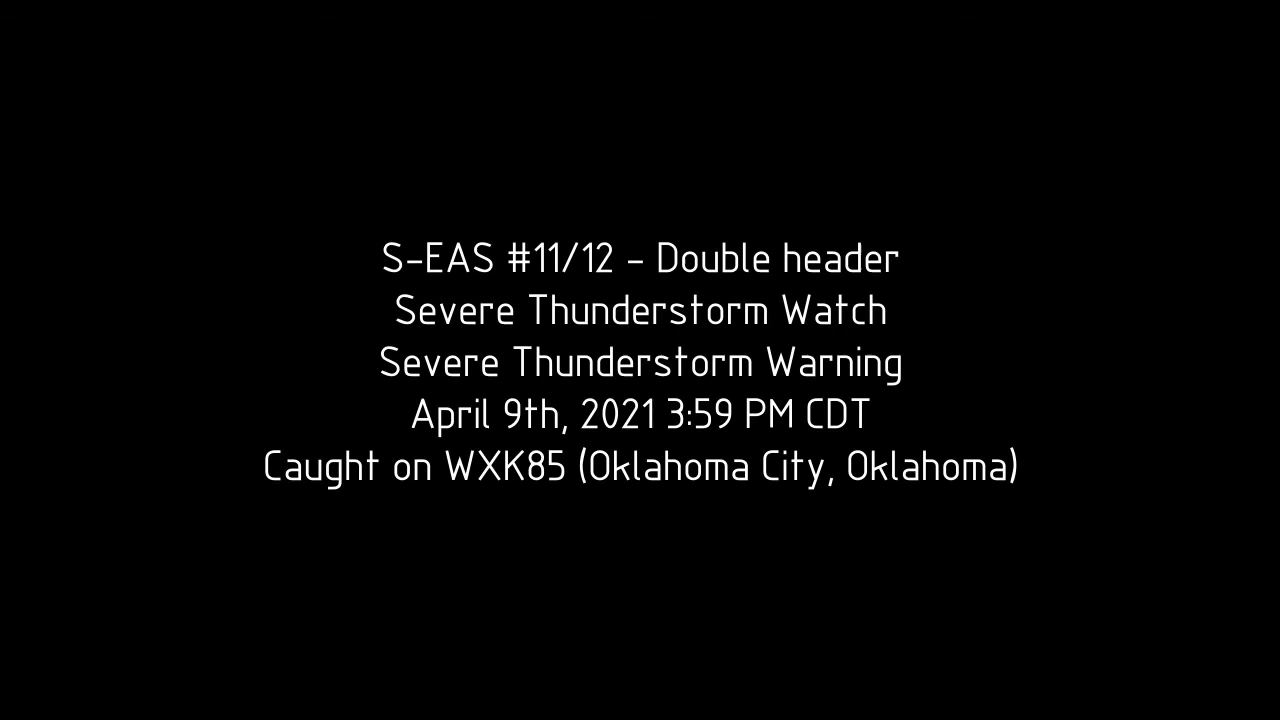 S-EAS #11/12 - Double header
Severe Thunderstorm Watch
Severe Thunderstorm Warning
April 9th, 2021 3:59 PM CDT
Caught on WXK85 (Oklahoma City, Oklahoma)